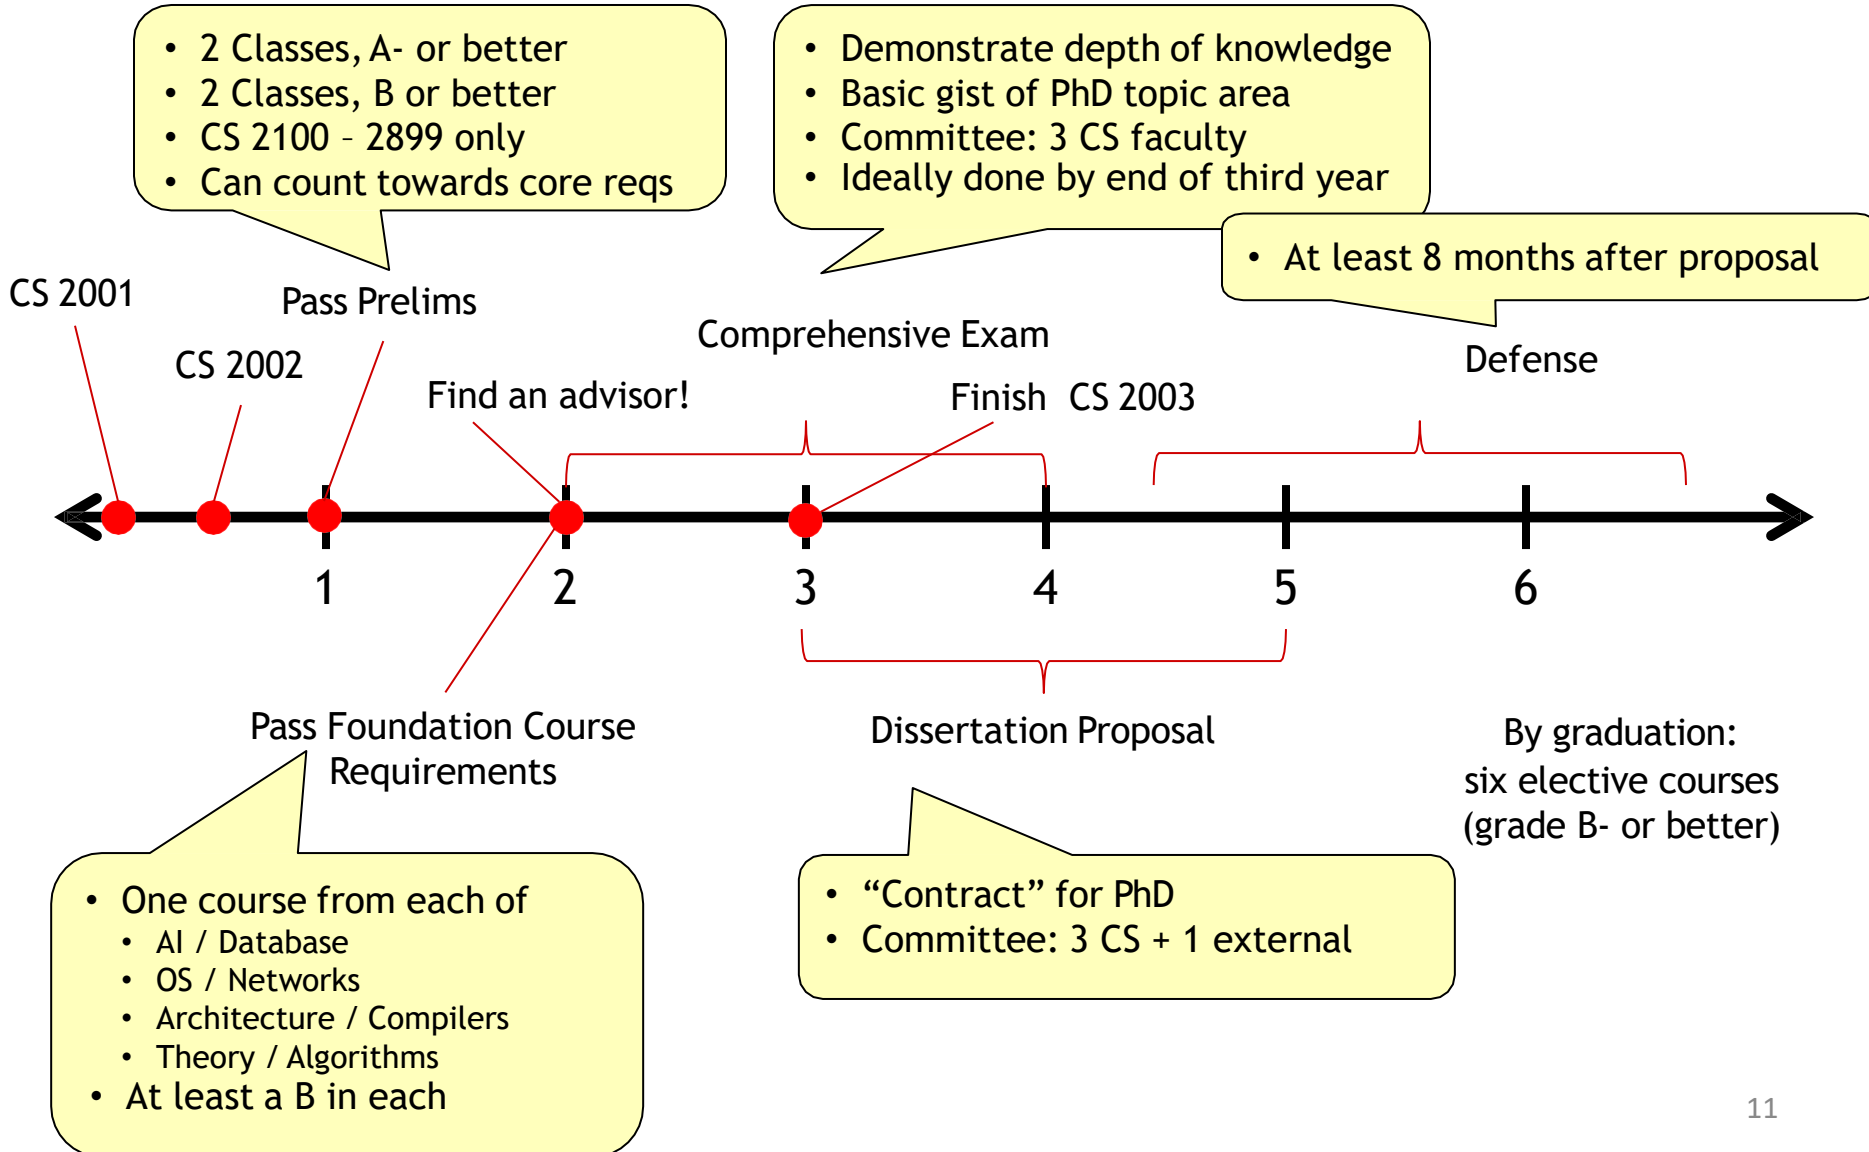 • 2 Classes, A- or better
• 2 Classes, B or better
• CS 2100 – 2899 only
• Can count towards core reqs
• Demonstrate depth of knowledge
• Basic gist of PhD topic area
• Committee: 3 CS faculty
• Ideally done by end of third year
• At least 8 months after proposal
CS 2001
Pass Prelims
CS 2002
Find an advisor!
Comprehensive Exam
Finish CS 2003
Defense
1
2
3
4
5
6
Pass Foundation Course
Requirements
Dissertation Proposal
By graduation:
six elective courses
(grade B- or better)
• One course from each of
• AI / Database
• OS / Networks
• Architecture / Compilers
• Theory / Algorithms
• At least a B in each
• “Contract” for PhD
• Committee: 3 CS + 1 external
11